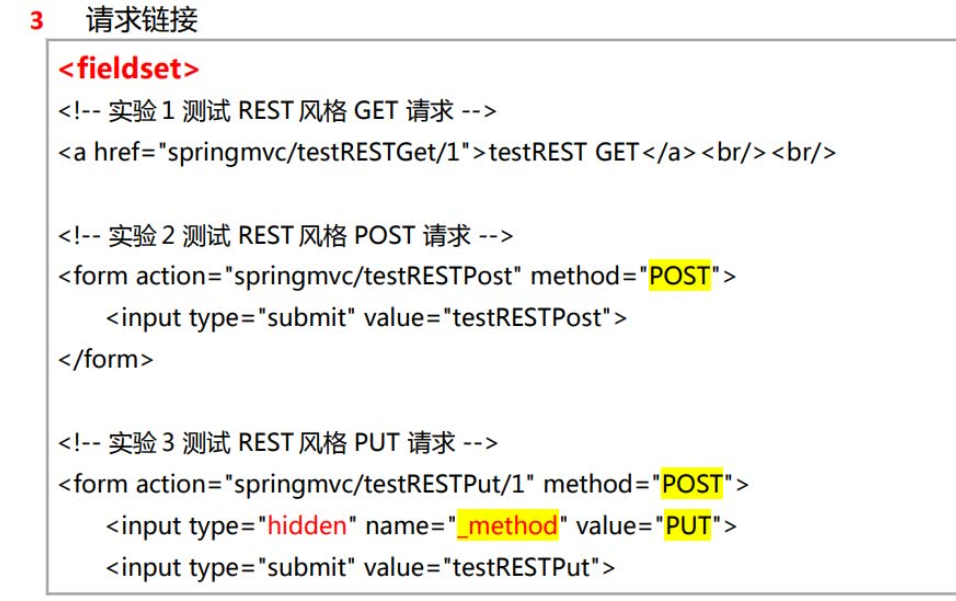 3 请求链接
<fieldset>
<!-- 实验 1 测试 REST 风格 GET 请求 -->
<a href="springmvc/testRESTGet/1">testREST GET</a><br/><br/>
<!-- 实验 2 测试 REST 风格 POST 请求 -->
<form action="springmvc/testRESTPost" method="POST">
<input type="submit" value="testRESTPost">
</form>
<!-- 实验 3 测试 REST 风格 PUT 请求 -->
<form action="springmvc/testRESTPut/1" method="POST">
<input type="hidden" name="_method" value="PUT">
<input type="submit" value="testRESTPut">